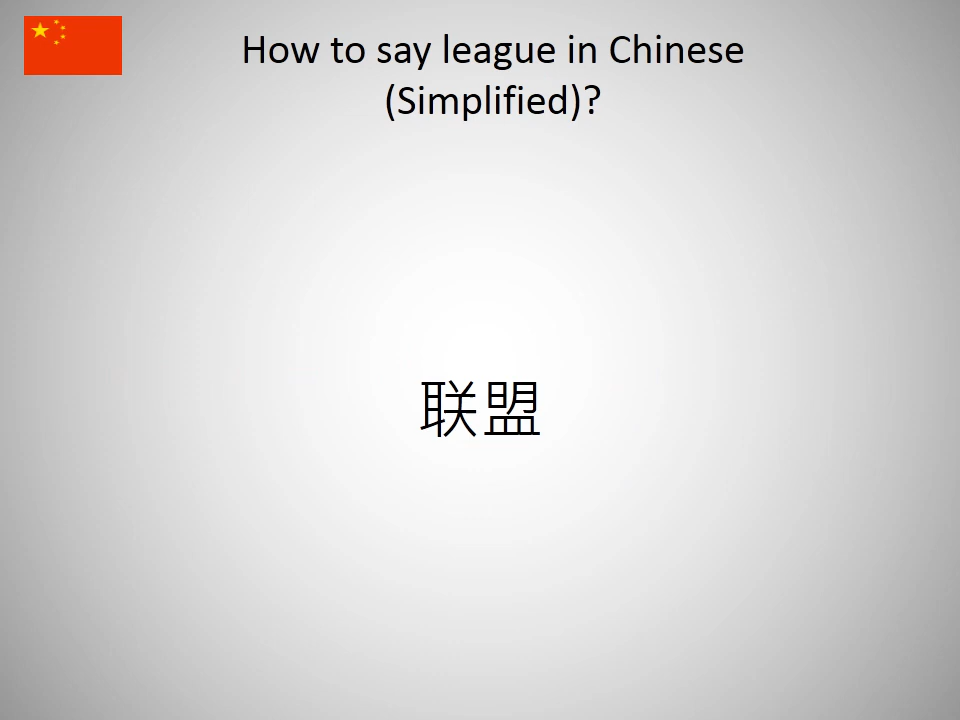 How to say league in Chinese
(Simplified)?
联盟